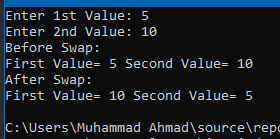 Enter 1st Value: 5
Enter 2nd Value: 10
Before Swap:
First Value= 5 Second Value= 10
After Swap:
First Value= 10 Second Value= 5
C:\Users\Muhammad Ahmad\source\repo